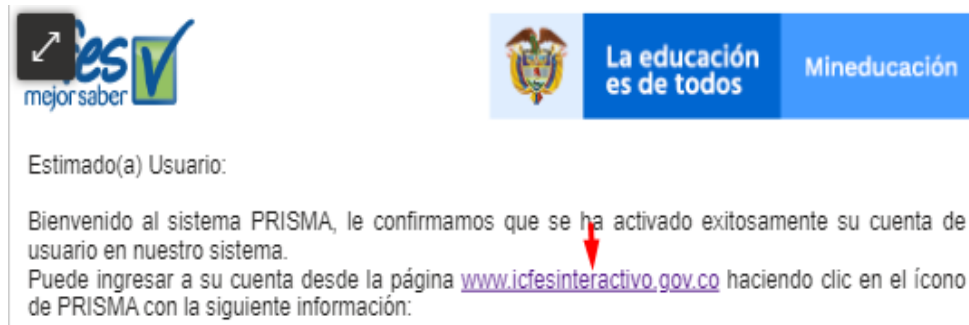 es
mejor saber
La educación
es de todos
Mineducación
Estimado(a) Usuario:
Bienvenido al sistema PRISMA, le confirmamos que se ha activado exitosamente su cuenta de
usuario en nuestro sistema.
Puede ingresar a su cuenta desde la página www.icfesinteractivo.gov.co haciendo clic en el ícono
de PRISMA con la siguiente información: